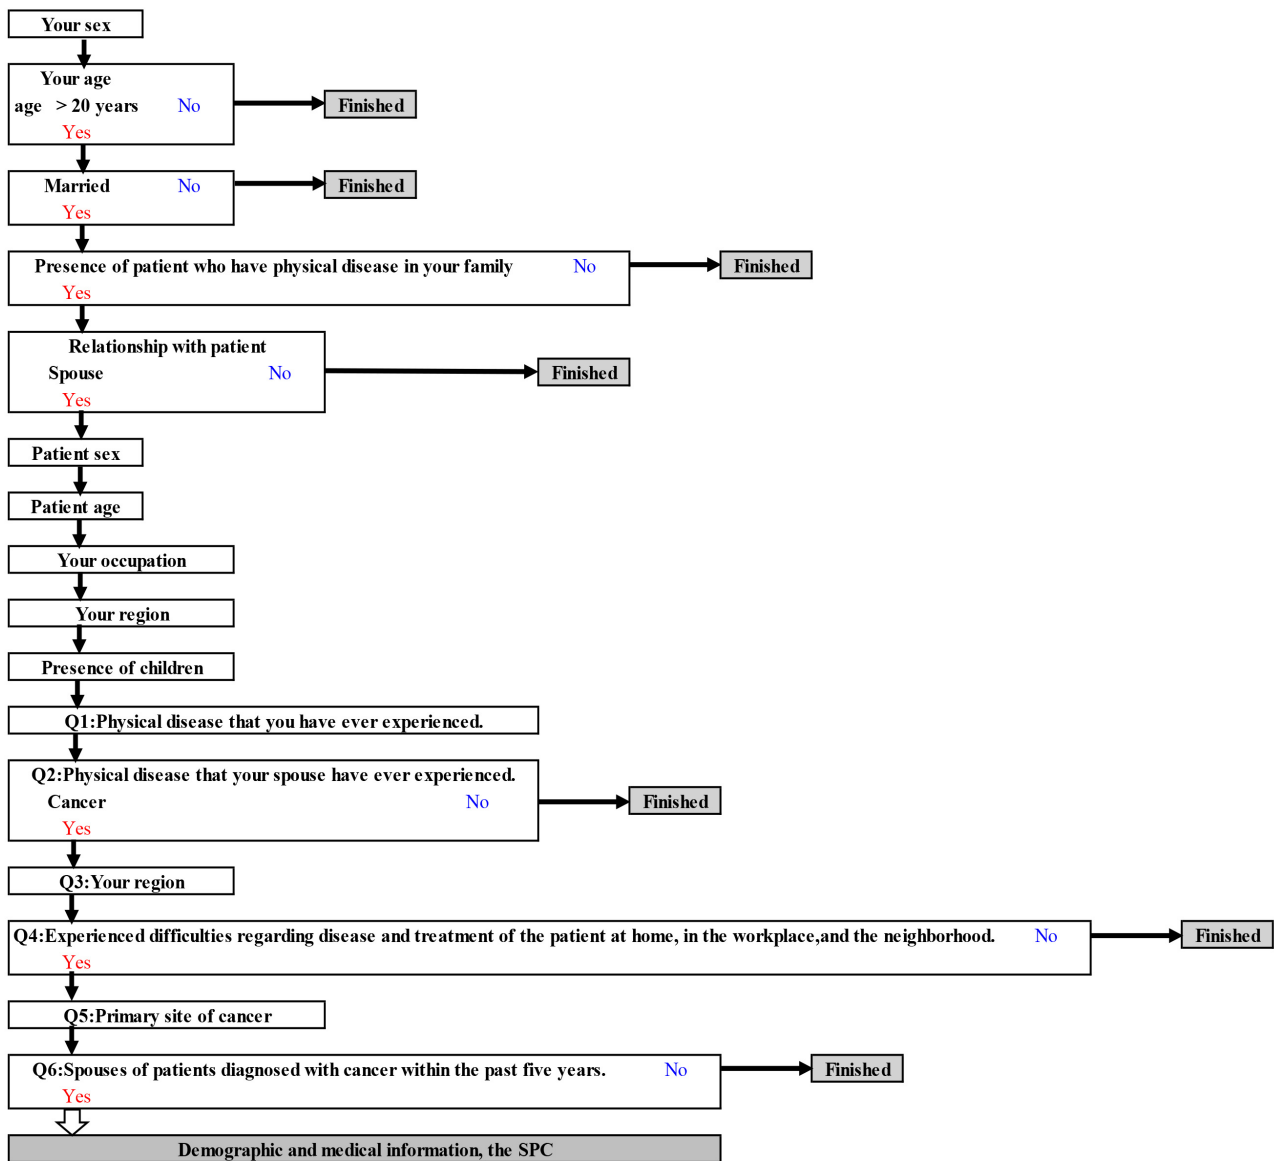 Your sex
Your age
age > 20 years No
Finished
Yes
Married No
Finished
Yes
Presence of patient who have physical disease in your family No
Finished
Yes
Relationship with patient
Spouse No
Finished
Yes
Patient sex
Patient age
Your occupation
Your region
Presence of children
Q1:Physical disease that you have ever experienced.
Q2:Physical disease that your spouse have ever experienced.
Cancer No
Finished
Yes
Q3:Your region
Q4:Experienced difficulties regarding disease and treatment of the patient at home, in the workplace,and the neighborhood. No
Finished
Yes
Q5:Primary site of cancer
Q6:Spouses of patients diagnosed with cancer within the past five years. No
Finished
Yes
Demographic and medical information, the SPC